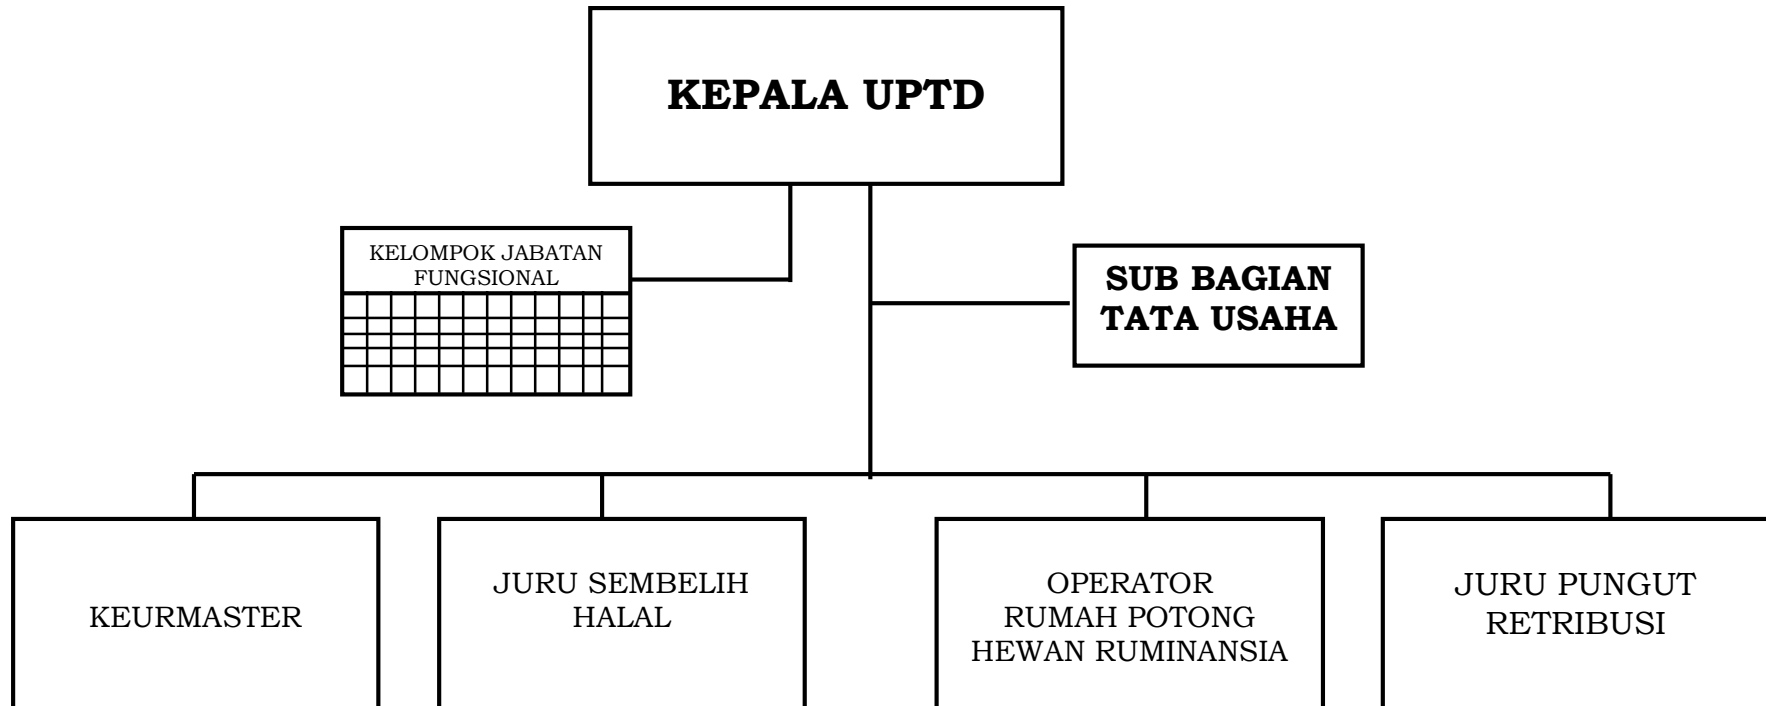 KEPALA UPTD
KELOMPOK JABATAN
FUNGSIONAL
SUB BAGIAN
TATA USAHA
KEURMASTER
JURU SEMBELIH
HALAL
OPERATOR
RUMAH POTONG
HEWAN RUMINANSIA
JURU PUNGUT
RETRIBUSI